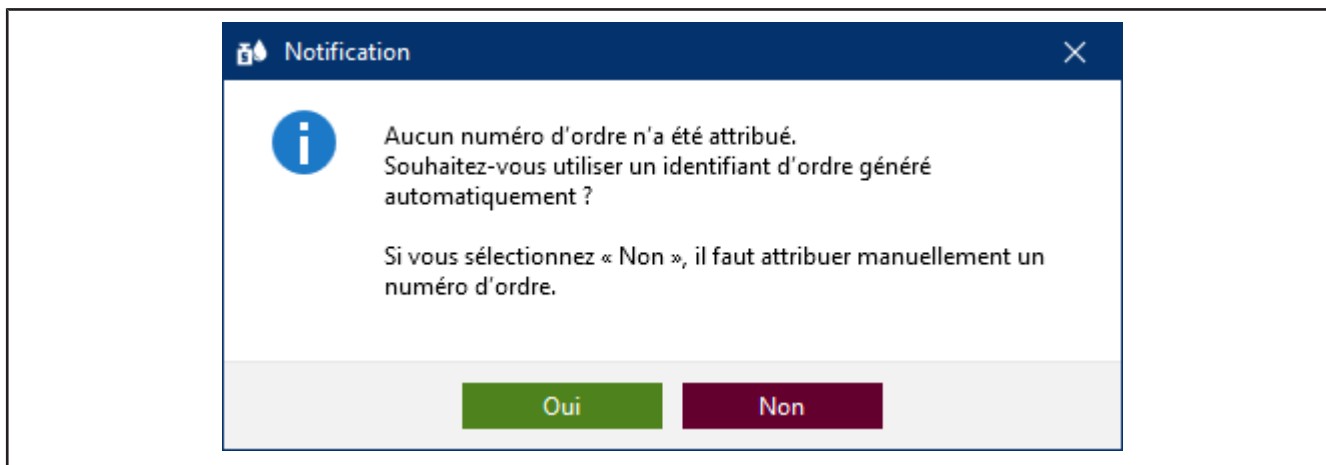 Notification
Aucun numéro d'ordre n'a été attribué.
Souhaitez-vous utiliser un identifiant d'ordre généré
automatiquement ?
Si vous sélectionnez « Non », il faut attribuer manuellement un
numéro d'ordre.
Oui
Non